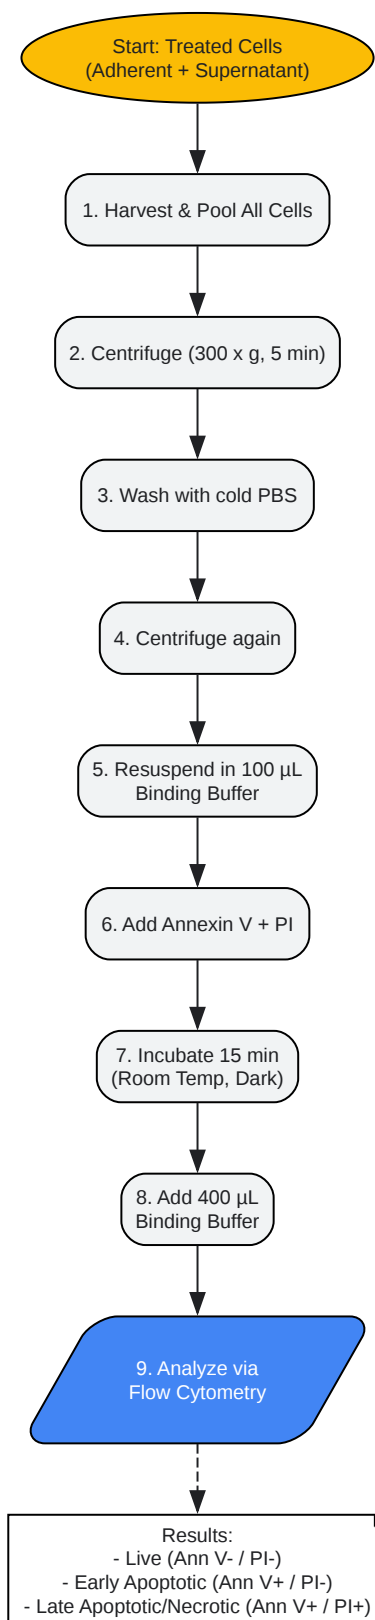 Start: Treated Cells
(Adherent + Supernatant)
1. Harvest & Pool All Cells
2. Centrifuge (300 x g, 5 min)
3. Wash with cold PBS
4. Centrifuge again
5. Resuspend in 100 µL
Binding Buffer
6. Add Annexin V + PI
7. Incubate 15 min
(Room Temp, Dark)
8. Add 400 µL
Binding Buffer
9. Analyze via
Flow Cytometry
Results:
- Live (Ann V- / PI-)
- Early Apoptotic (Ann V+ / PI-)
- Late Apoptotic/Necrotic (Ann V+ / PI+)